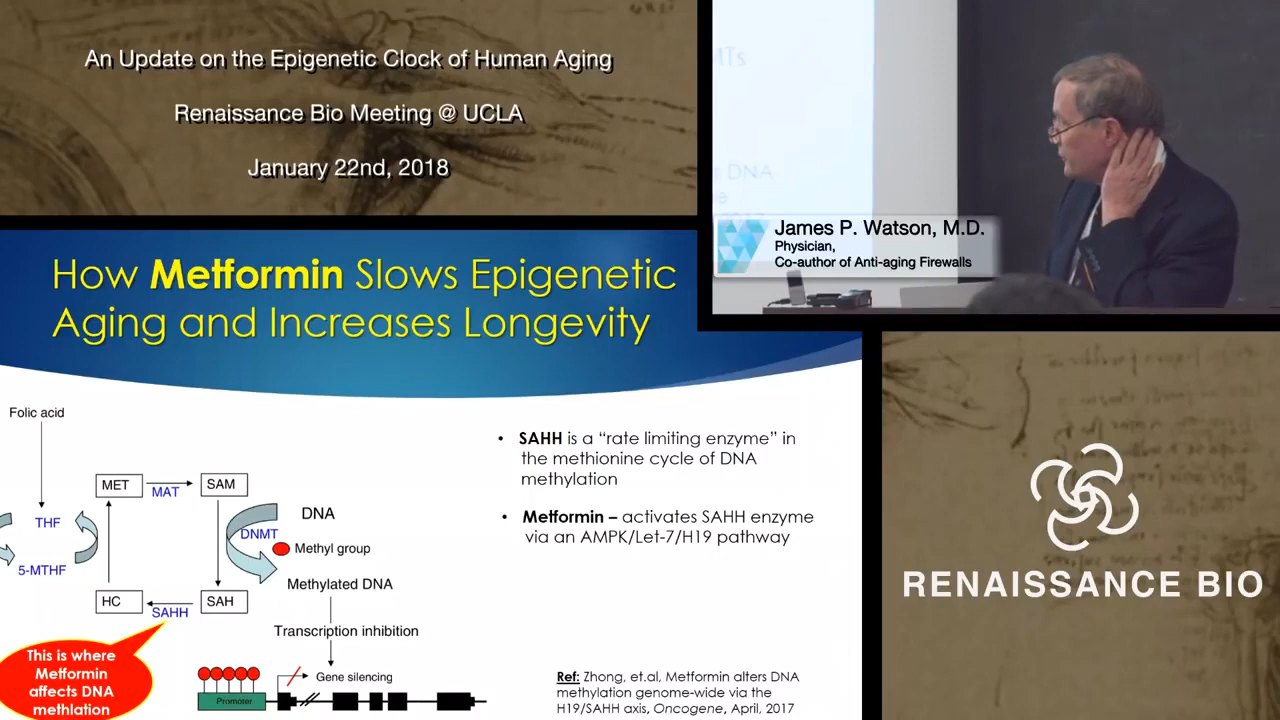 An Update on the Epigenetic Clock of Human Aging
Renaissance Bio Meeting @ UCLA
January 22nd, 2018
DNA
James P. Watson, M.D.
Physician,
Co-author of Anti-aging Firewalls
How Metformin Slows Epigenetic
Aging and Increases Longevity
Folic acid
MET
MAT
SAM
THF
5-MTHF
DNA
DNMT
Methyl group
Methylated DNA
HC
SAHH
SAH
Transcription inhibition
Gene silencing
Promoter
This is where
Metformin
affects DNA
methlation
• SAHH is a “rate limiting enzyme” in
the methionine cycle of DNA
methylation
• Metformin – activates SAHH enzyme
via an AMPK/Let-7/H19 pathway
Ref: Zhong, et.al, Metformin alters DNA
methylation genome-wide via the
H19/SAHH axis, Oncogene, April, 2017
RENAISSANCE BIO